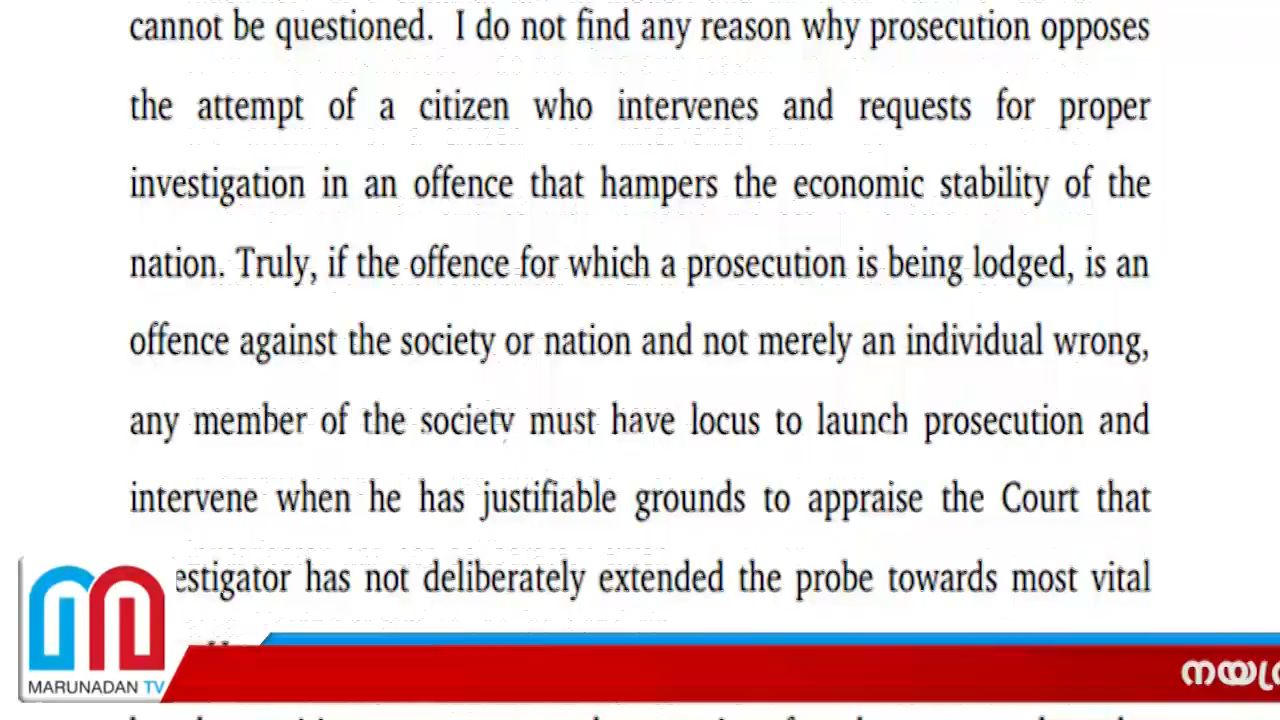 cannot be questioned. I do not find any reason why prosecution opposes
the attempt of a citizen who intervenes and requests for proper
investigation in an offence that hampers the economic stability of the
nation. Truly, if the offence for which a prosecution is being lodged, is an
offence against the society or nation and not merely an individual wrong,
any member of the society must have locus to launch prosecution and
intervene when he has justifiable grounds to appraise the Court that
estigator has not deliberately extended the probe towards most vital
MARUNADAN TV